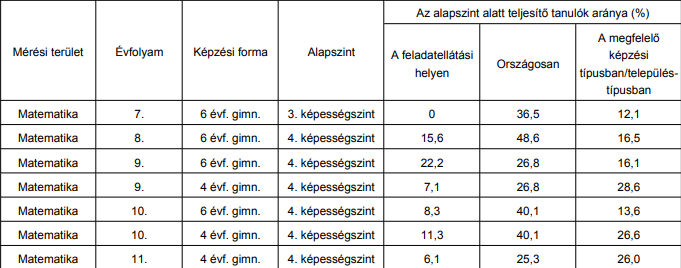 Az alapszint alatt teljesítő tanulók aránya (%)
Mérési terület Évfolyam Képzési forma Alapszint A feladatellátási helyen Országosan A megfelelő képzési típusban/település-típusban
Matematika 7. 6 évf. gimn. 3. képességszint 0 36,5 12,1
Matematika 8. 6 évf. gimn. 4. képességszint 15,6 48,6 16,5
Matematika 9. 6 évf. gimn. 4. képességszint 22,2 26,8 16,1
Matematika 9. 4 évf. gimn. 4. képességszint 7,1 26,8 28,6
Matematika 10. 6 évf. gimn. 4. képességszint 8,3 40,1 13,6
Matematika 10. 4 évf. gimn. 4. képességszint 11,3 40,1 26,6
Matematika 11. 4 évf. gimn. 4. képességszint 6,1 25,3 26,0